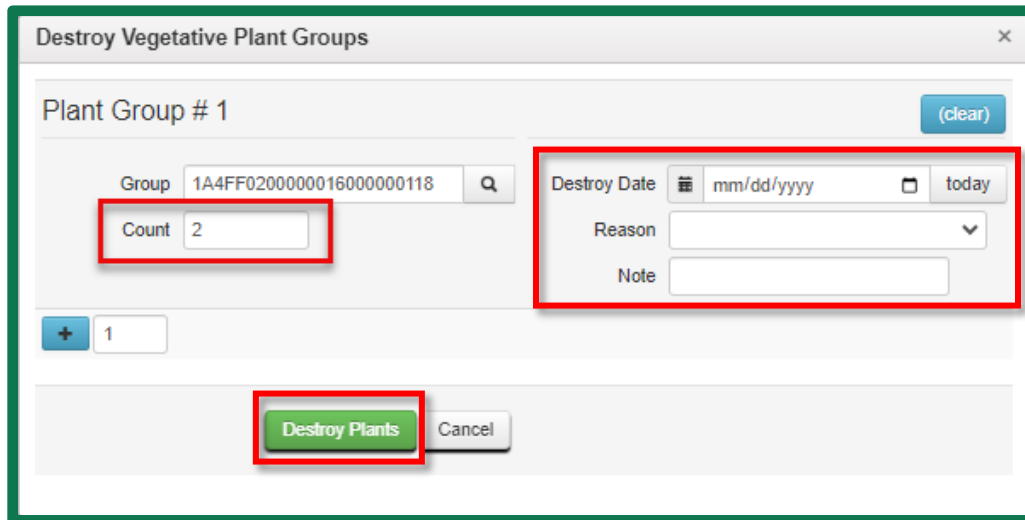 Destroy Vegetative Plant Groups ×
Plant Group # 1
(clear)
Group 1A4FF0200000016000000118
Count 2
Destroy Date mm/dd/yyyy today
Reason
Note
+ 1
Destroy Plants Cancel